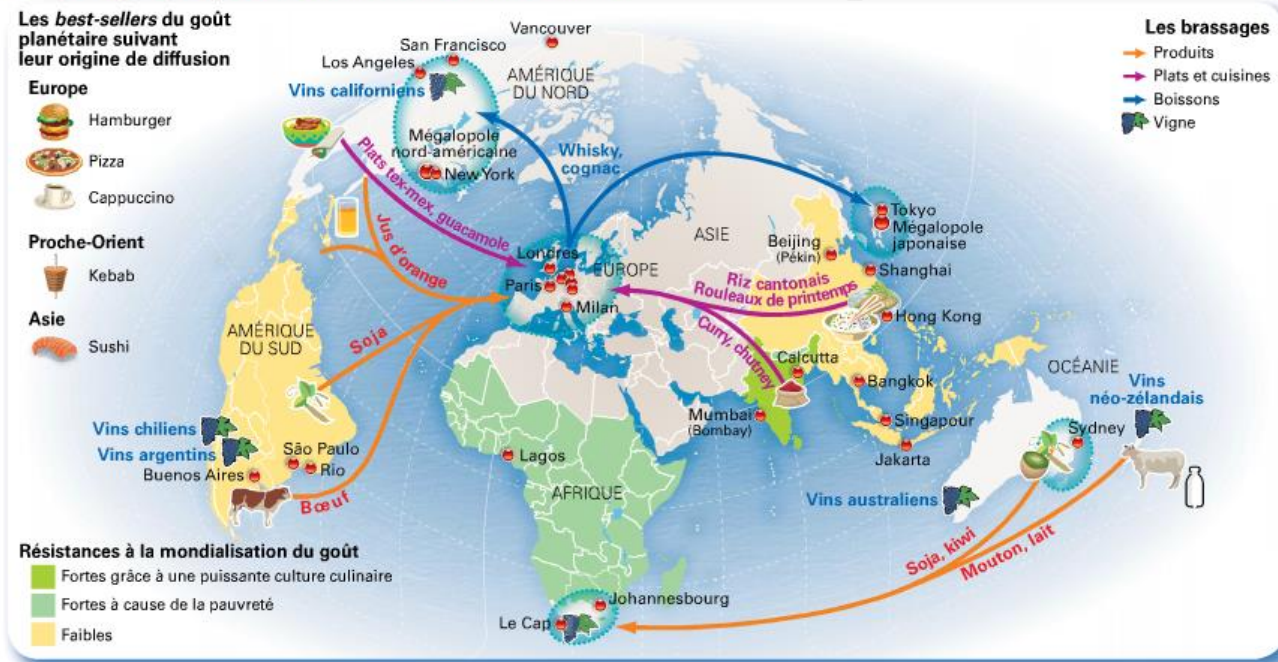 Les best-sellers du goût
planétaire suivant
leur origine de diffusion
Europe
Hamburger
Pizza
Cappuccino
Proche-Orient
Kebab
Asie
Sushi
Les brassages
Produits
Plats et cuisines
Boissons
Vigne
Vancouver
San Francisco
Los Angeles
AMÉRIQUE
DU NORD
Vins californiens
Mégalopole
nord-américaine
New York
Plats tex-mex, guacamole
Whisky,
cognac
Jus d'orange
Londres
EUROPE
Paris
Milan
ASIE
Tokyo
Mégalopole
japonaise
Beijing
(Pékin)
Shanghai
Riz cantonais
Rouleaux de printemps
Hong Kong
Curry, chutney
Calcutta
Bangkok
Mumbai
(Bombay)
Singapour
Jakarta
OCÉANIE
Vins
néo-zélandais
Sydney
Vins australiens
Soja, kiwi
Mouton, lait
AMÉRIQUE
DU SUD
Soja
Vins chiliens
Vins argentins
São Paulo
Rio
Buenos Aires
Bœuf
Lagos
AFRIQUE
Johannesbourg
Le Cap
Résistances à la mondialisation du goût
Fortes grâce à une puissante culture culinaire
Fortes à cause de la pauvreté
Faibles